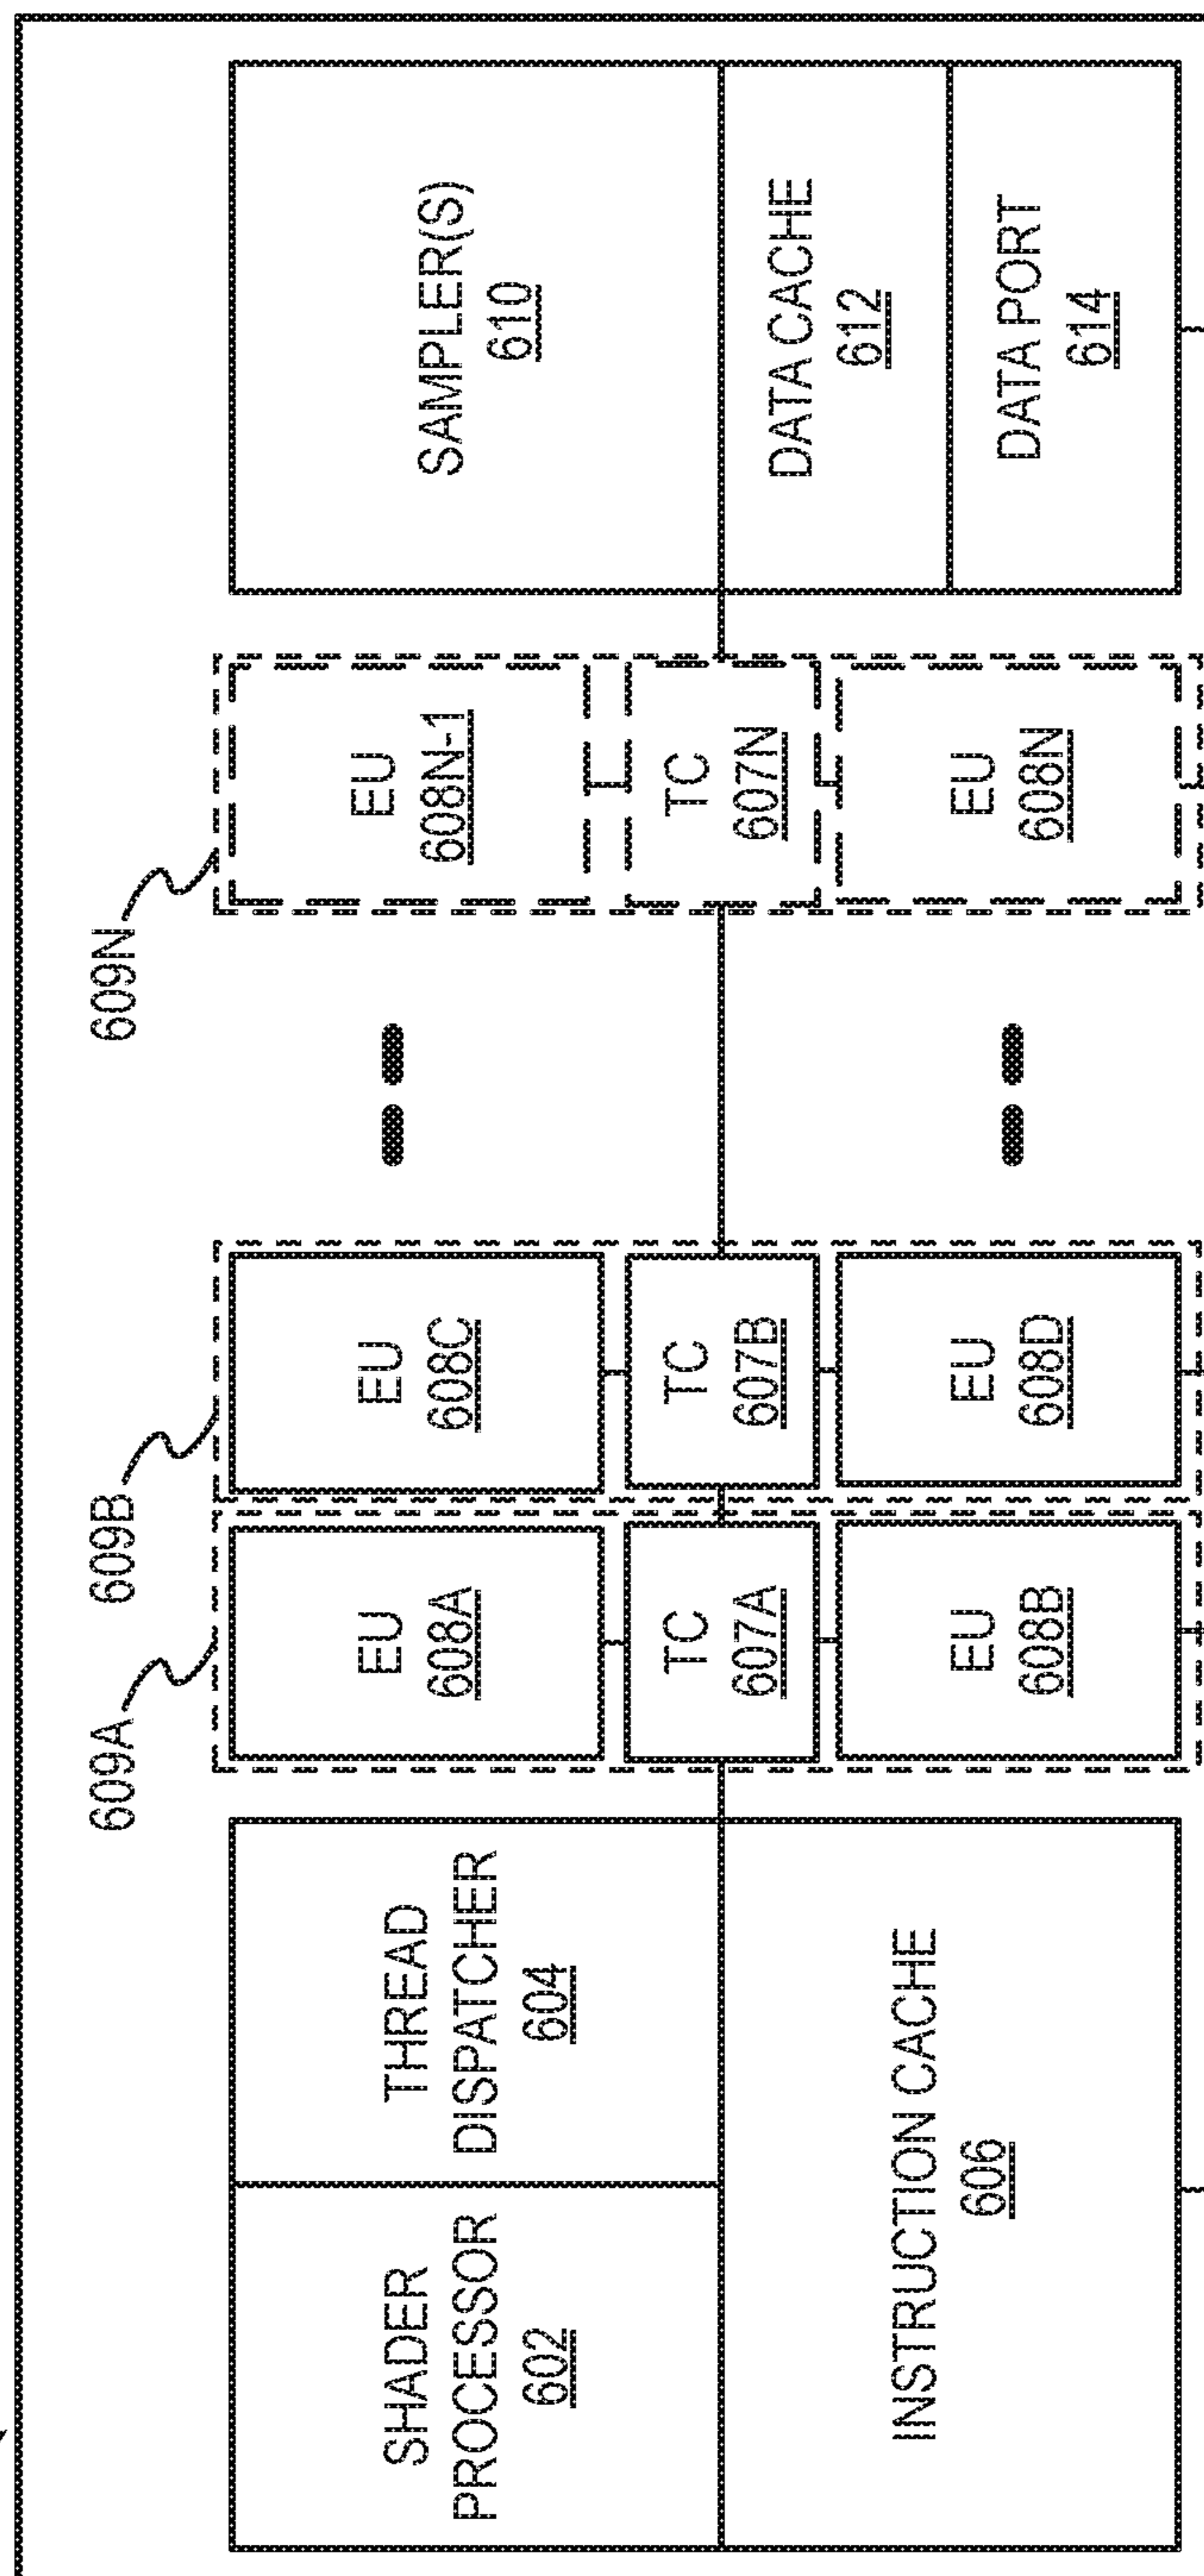 609A
609B
609N
SHADER
PROCESSOR
602
THREAD
DISPATCHER
604
INSTRUCTION CACHE
606
EU
608A
TC
607A
EU
608B
EU
608C
TC
607B
EU
608D
EU
608N-1
TC
607N
EU
608N
SAMPLER(S)
610
DATA CACHE
612
DATA PORT
614